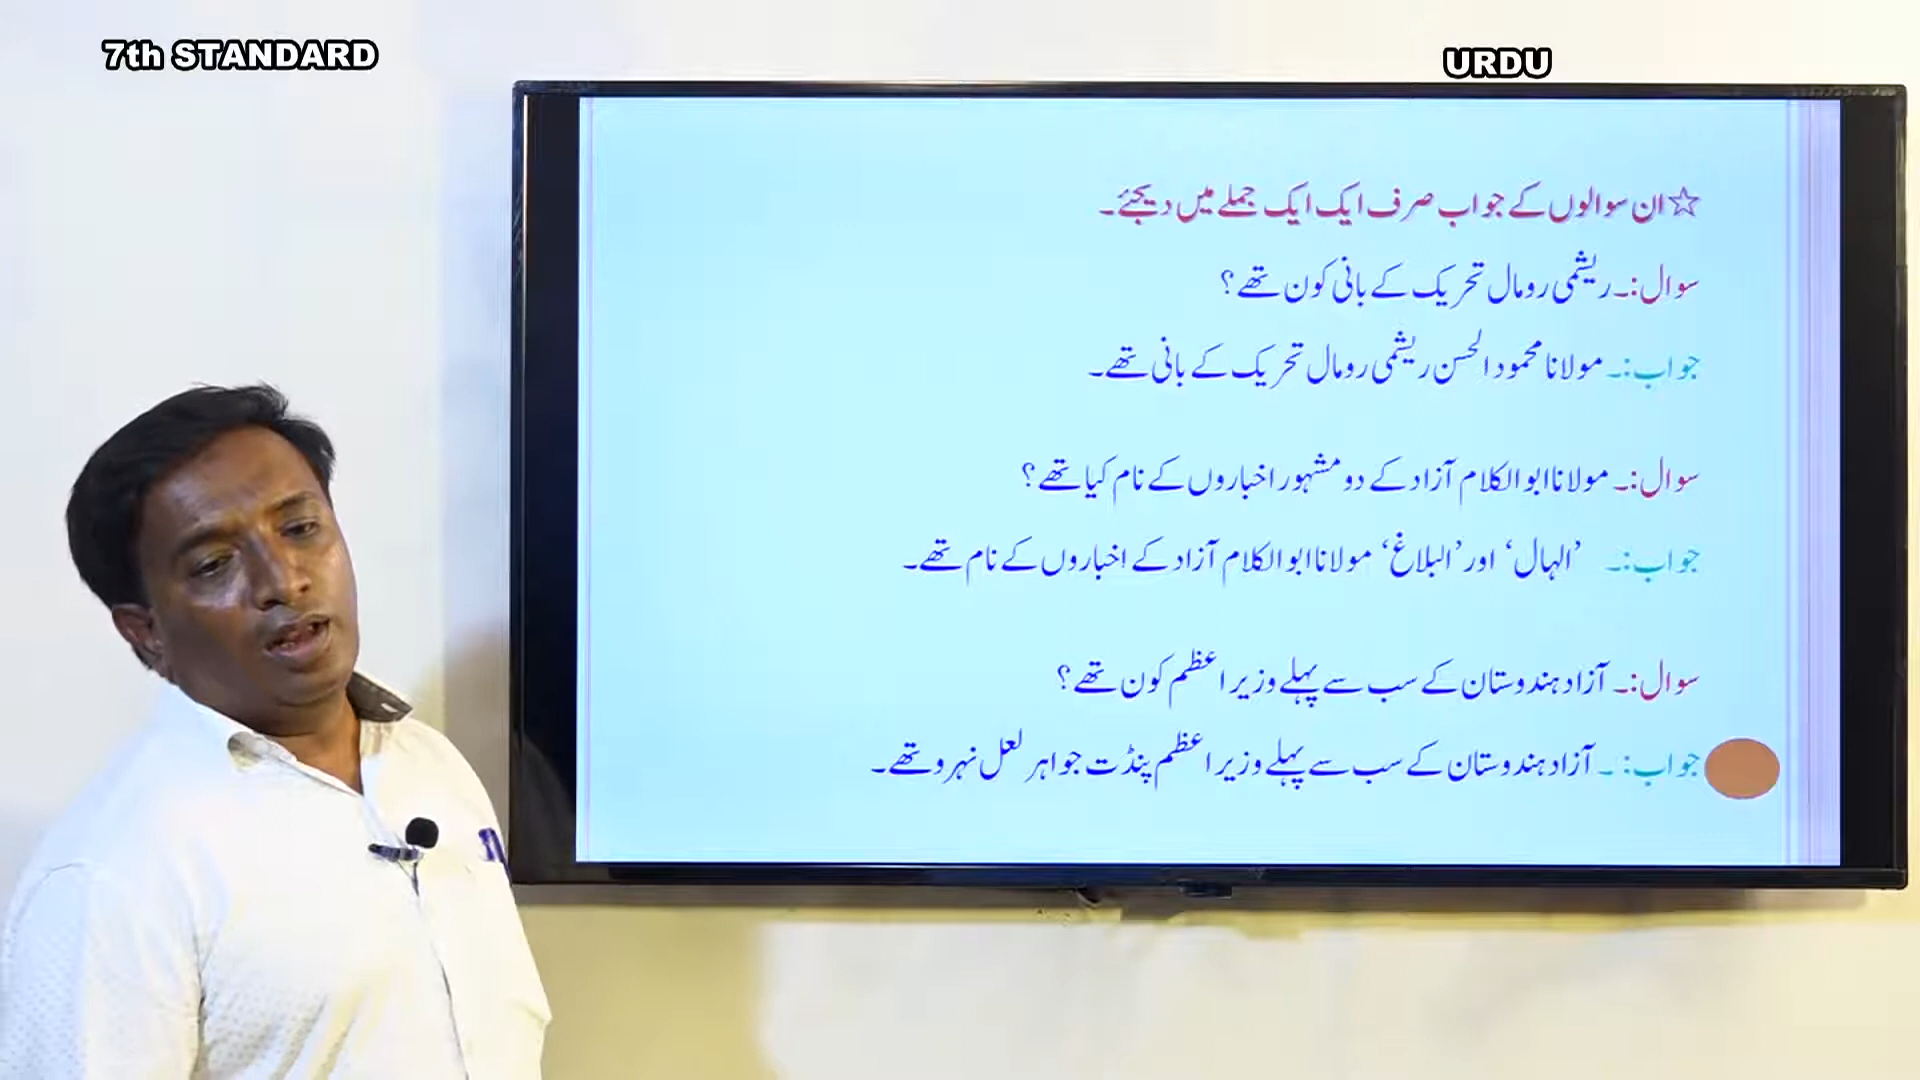 7th STANDARD
URDU
☆ ان سوالوں کے جواب صرف ایک ایک جملے میں دیجئے۔
سوال:۔ ریشمی رومال تحریک کے بانی کون تھے؟
جواب:۔ مولانا محمود الحسن ریشمی رومال تحریک کے بانی تھے۔
سوال:۔ مولانا ابوالکلام آزاد کے دو مشہور اخباروں کے نام کیا تھے؟
جواب:۔ ’الہال‘ اور ’البلاغ‘ مولانا ابوالکلام آزاد کے اخباروں کے نام تھے۔
سوال:۔ آزاد ہندوستان کے سب سے پہلے وزیر اعظم کون تھے؟
جواب:۔ آزاد ہندوستان کے سب سے پہلے وزیر اعظم پنڈت جواہر لعل نہرو تھے۔